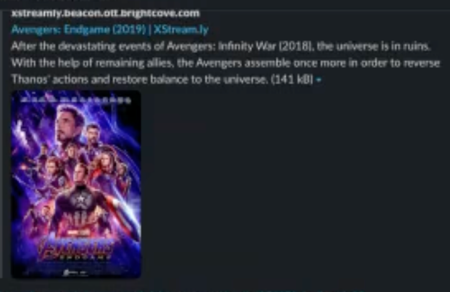 xstreamly.beacon.ott.brightcove.com
Avengers: Endgame (2019) | XStream.ly
After the devastating events of Avengers: Infinity War (2018), the universe is in ruins.
With the help of remaining allies, the Avengers assemble once more in order to reverse
Thanos' actions and restore balance to the universe. (141 kB)
AVENGERS
ENDGAME